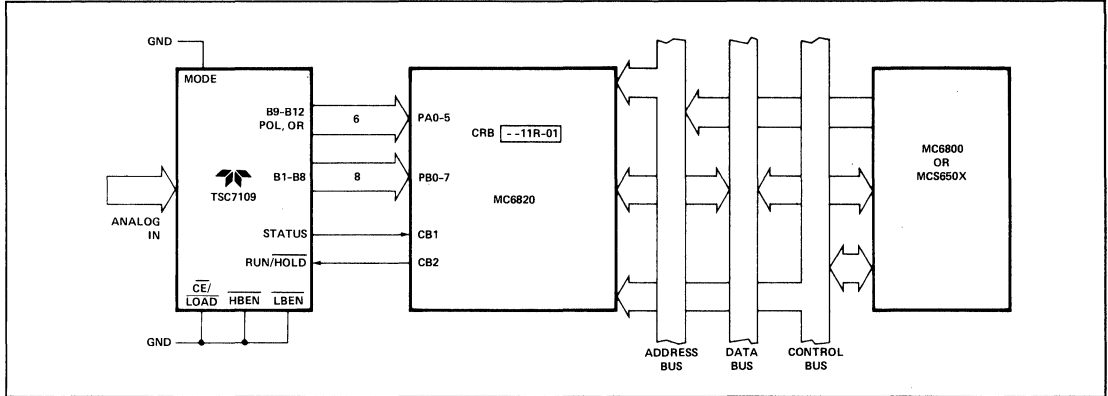 GND
MODE
B9-B12
POL, OR
6
PA0-5
CRB --11R-01
MC6800
OR
MCS650X
B1-B8
8
PB0-7
TSC7109
MC6820
ANALOG
IN
STATUS
CB1
RUN/HOLD
CB2
CE/
LOAD
HBEN
LBEN
GND
ADDRESS
BUS
DATA
BUS
CONTROL
BUS